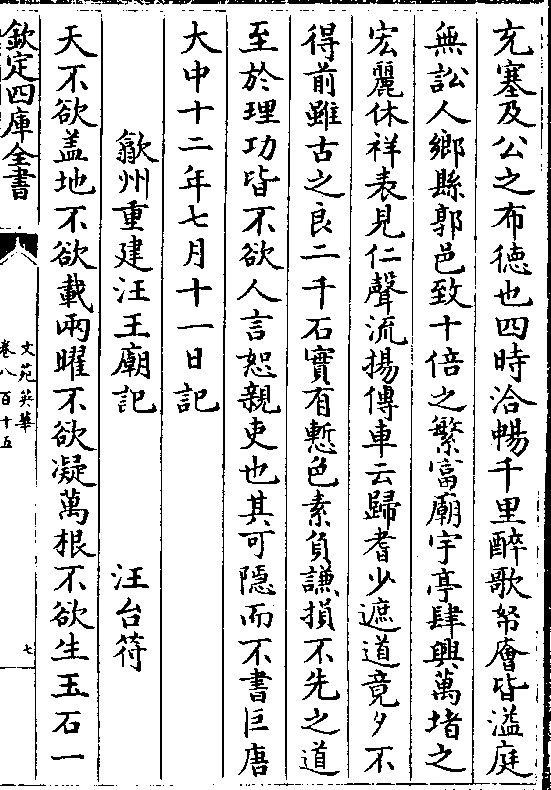 充塞及公之布徳也四時洽暢千里醉歌帑廥皆溢庭
無訟人鄉縣郭邑致十倍之繁富廟宇亭肆興萬堵之
宏麗休祥表見仁聲流揚傳車云歸耆少遮道竟夕不
得前雖古之良二千石實有慙色素負謙損不先之道
至於理功皆不欲人言恕親吏也其可隱而不書巨唐
大中十二年七月十一日記
歙州重建汪王廟記　汪台符
天不欲盖地不欲載兩曜不欲凝萬根不欲生玉石一
欽定四庫全書
文苑英華
卷八百十五
七